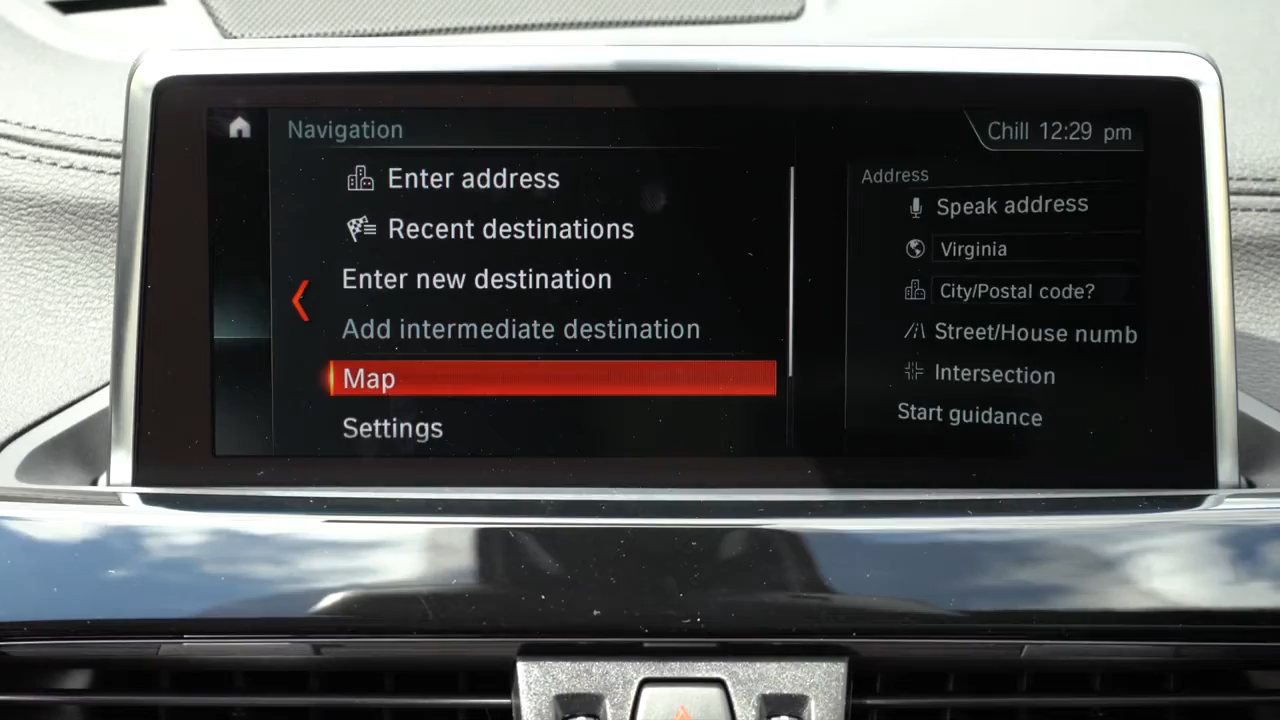 Navigation
Chill 12:29 pm
Enter address
Recent destinations
Enter new destination
Add intermediate destination
Map
Settings
Address
Speak address
Virginia
City/Postal code?
Street/House numb
Intersection
Start guidance